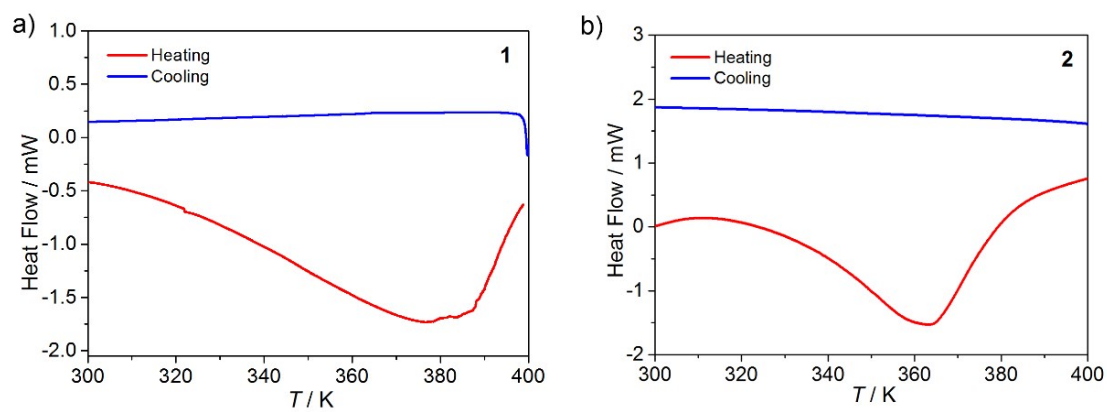 a)
1.0
Heating
1
Cooling
0.5
0.0
-0.5
-1.0
-1.5
-2.0
Heat Flow / mW
300 320 340 360 380 400
T / K
b)
3
Heating
2
Cooling
2
1
0
-1
-2
Heat Flow / mW
300 320 340 360 380 400
T / K